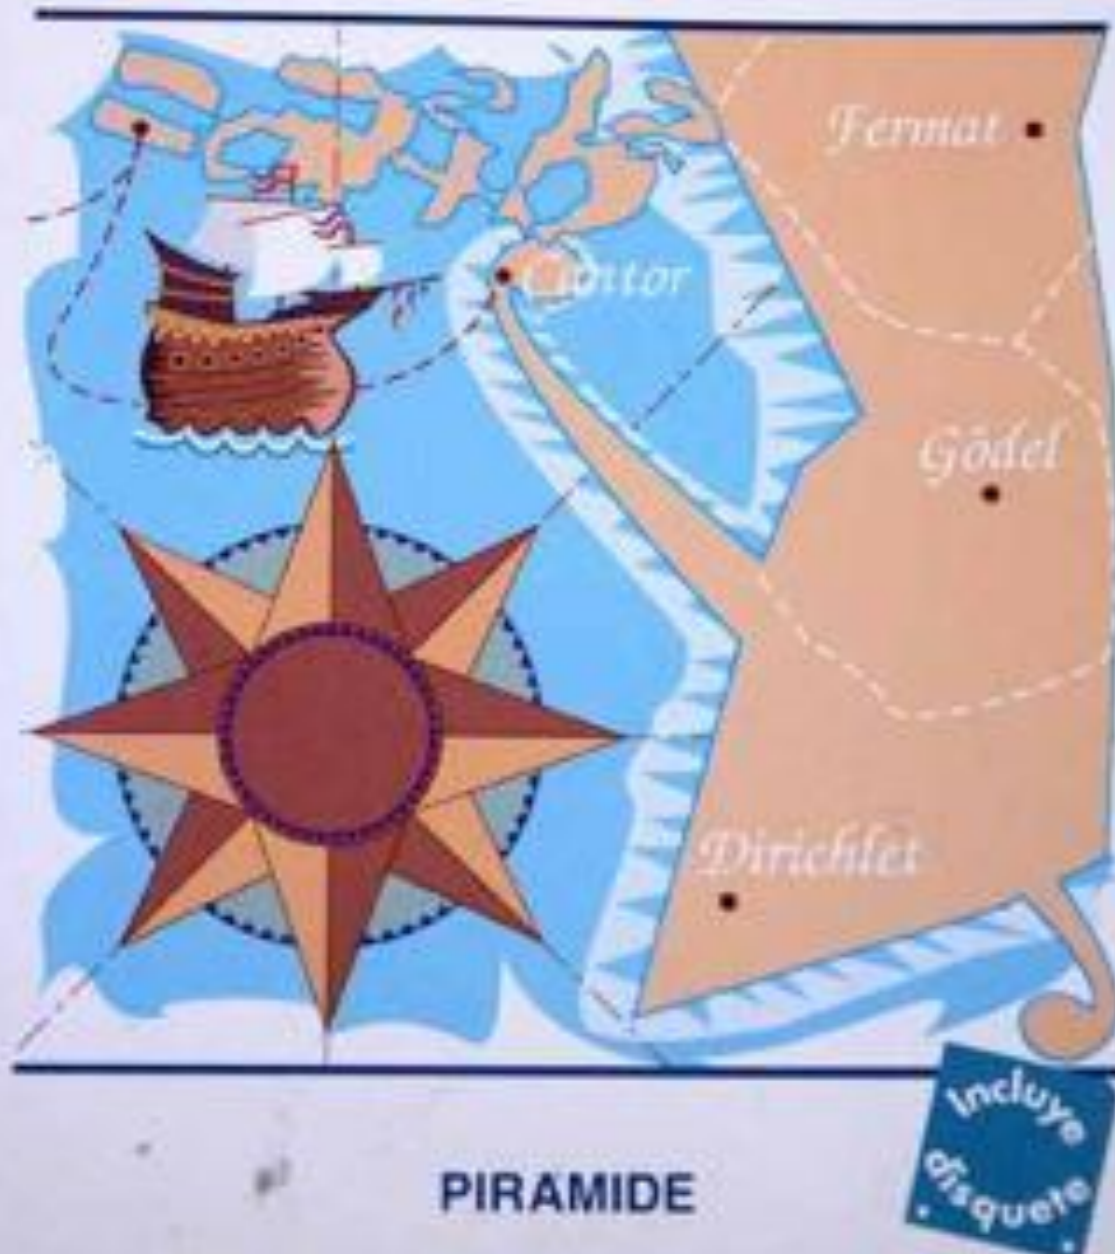 Fermat
Cantor
Gödel
Dirichlet
Incluye
disquete
PIRAMIDE